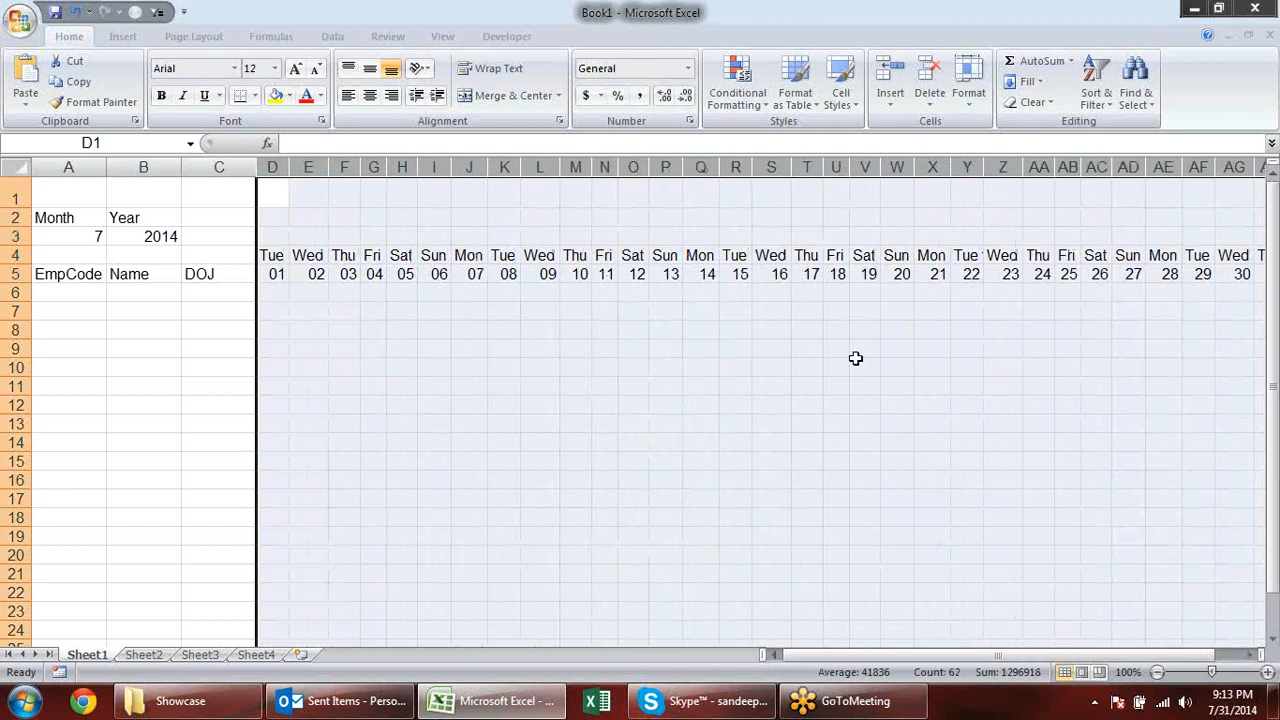 Book1 - Microsoft Excel
Home Insert Page Layout Formulas Data Review View Developer
Paste Cut Copy Format Painter Clipboard
Arial 12 Font
Wrap Text Merge & Center Alignment
General $ % , Number
Conditional Formatting Format as Table Cell Styles Styles
Insert Delete Format Cells
Σ AutoSum Fill Clear Sort & Filter Find & Select Editing
D1 fx
A B C D E F G H I J K L M N O P Q R S T U V W X Y Z AA AB AC AD AE AF AG
1
2 Month Year
3 7 2014
4 Tue Wed Thu Fri Sat Sun Mon Tue Wed Thu Fri Sat Sun Mon Tue Wed Thu Fri Sat Sun Mon Tue Wed Thu Fri Sat Sun Mon Tue Wed
5 EmpCode Name DOJ 01 02 03 04 05 06 07 08 09 10 11 12 13 14 15 16 17 18 19 20 21 22 23 24 25 26 27 28 29 30
6
7
8
9
10
11
12
13
14
15
16
17
18
19
20
21
22
23
24
Sheet1 Sheet2 Sheet3 Sheet4
Ready Average: 41836 Count: 62 Sum: 1296918 100%
Showcase Sent Items - Perso... Microsoft Excel - ... Skype™ - sandeep... GoToMeeting 9:13 PM
7/31/2014